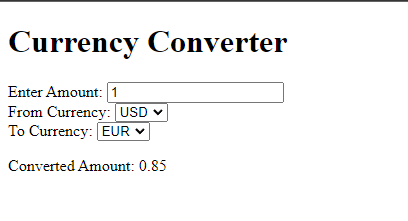 Currency Converter
Enter Amount: 1
From Currency: USD
To Currency: EUR
Converted Amount: 0.85